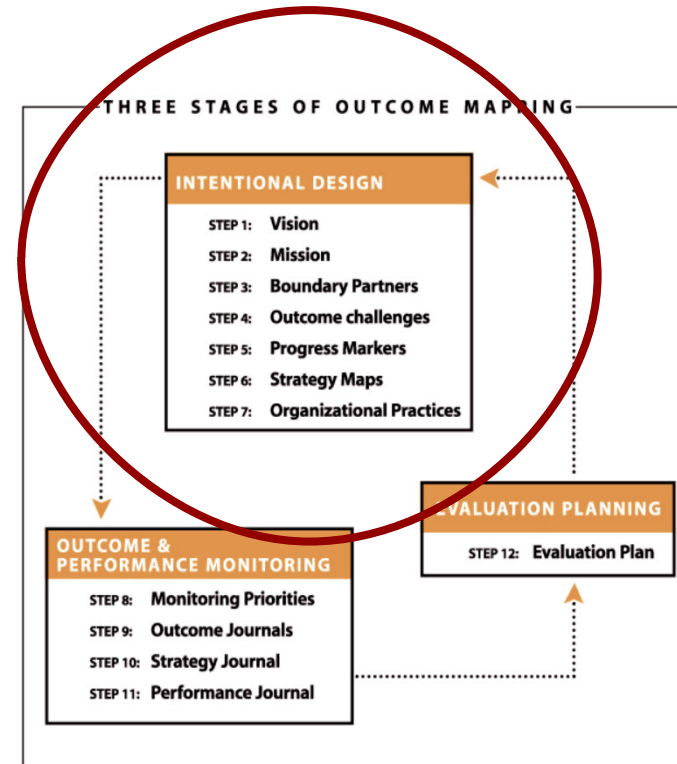 THREE STAGES OF OUTCOME MAPPING
INTENTIONAL DESIGN
STEP 1: Vision
STEP 2: Mission
STEP 3: Boundary Partners
STEP 4: Outcome challenges
STEP 5: Progress Markers
STEP 6: Strategy Maps
STEP 7: Organizational Practices
OUTCOME &
PERFORMANCE MONITORING
STEP 8: Monitoring Priorities
STEP 9: Outcome Journals
STEP 10: Strategy Journal
STEP 11: Performance Journal
EVALUATION PLANNING
STEP 12: Evaluation Plan